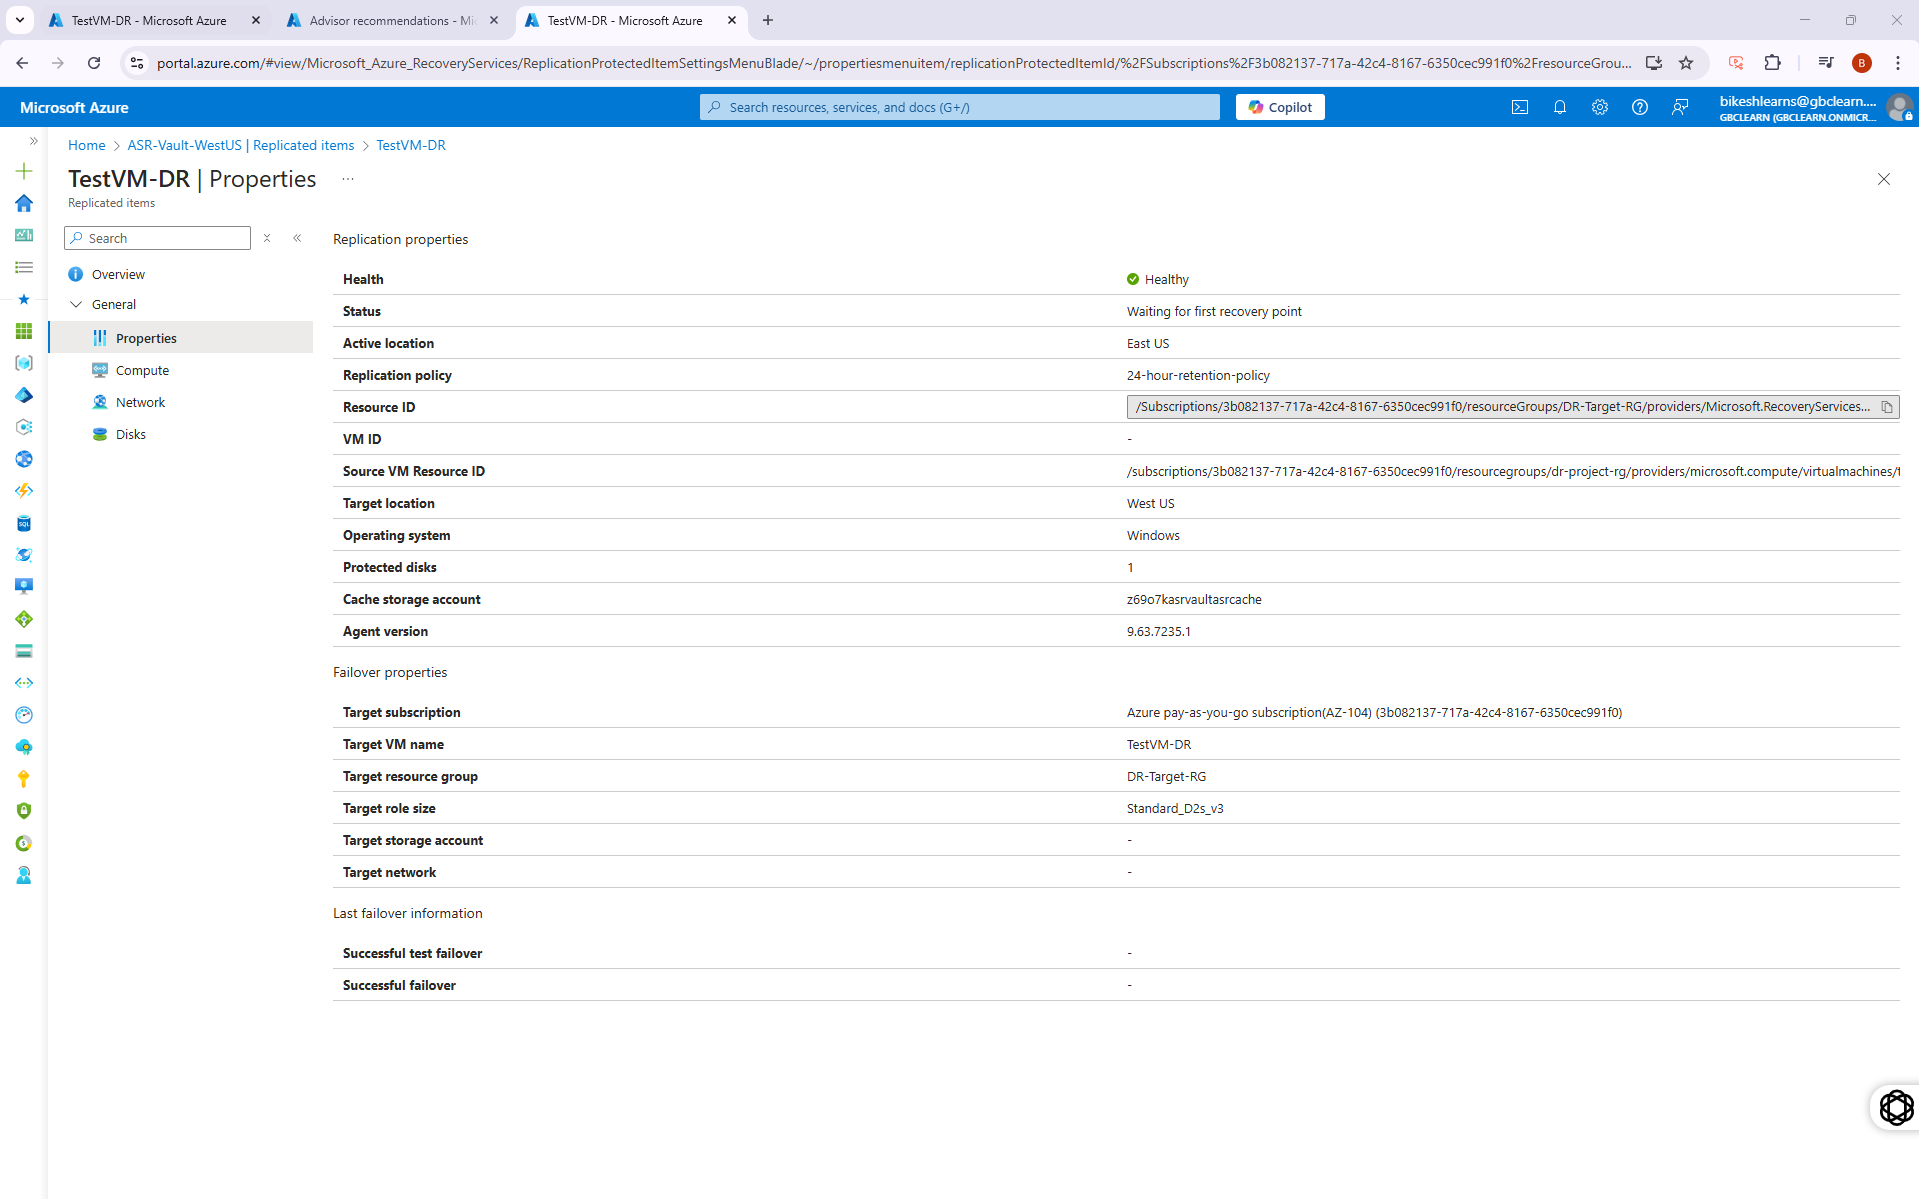 TestVM-DR - Microsoft Azure
Advisor recommendations - Mi
TestVM-DR - Microsoft Azure
portal.azure.com/#view/Microsoft_Azure_RecoveryServices/ReplicationProtectedItemSettingsMenuBlade/~/propertiesmenuitem/replicationProtectedItemId/%2FSubscriptions%2F3b082137-717a-42c4-8167-6350cec991f0%2FresourceGrou...
B
Microsoft Azure
Search resources, services, and docs (G+/)
Copilot
bikeshlearns@gbclearn....
GBCLEARN (GBCLEARN.ONMICR...
Home > ASR-Vault-WestUS | Replicated items > TestVM-DR
TestVM-DR | Properties ...
Replicated items
Search
Overview
General
Properties
Compute
Network
Disks
SQL
Replication properties
Health Healthy
Status Waiting for first recovery point
Active location East US
Replication policy 24-hour-retention-policy
Resource ID /Subscriptions/3b082137-717a-42c4-8167-6350cec991f0/resourceGroups/DR-Target-RG/providers/Microsoft.RecoveryServices...
VM ID -
Source VM Resource ID /subscriptions/3b082137-717a-42c4-8167-6350cec991f0/resourcegroups/dr-project-rg/providers/microsoft.compute/virtualmachines/t
Target location West US
Operating system Windows
Protected disks 1
Cache storage account z69o7kasrvaultasrcache
Agent version 9.63.7235.1
Failover properties
Target subscription Azure pay-as-you-go subscription(AZ-104) (3b082137-717a-42c4-8167-6350cec991f0)
Target VM name TestVM-DR
Target resource group DR-Target-RG
Target role size Standard_D2s_v3
Target storage account -
Target network -
Last failover information
Successful test failover -
Successful failover -